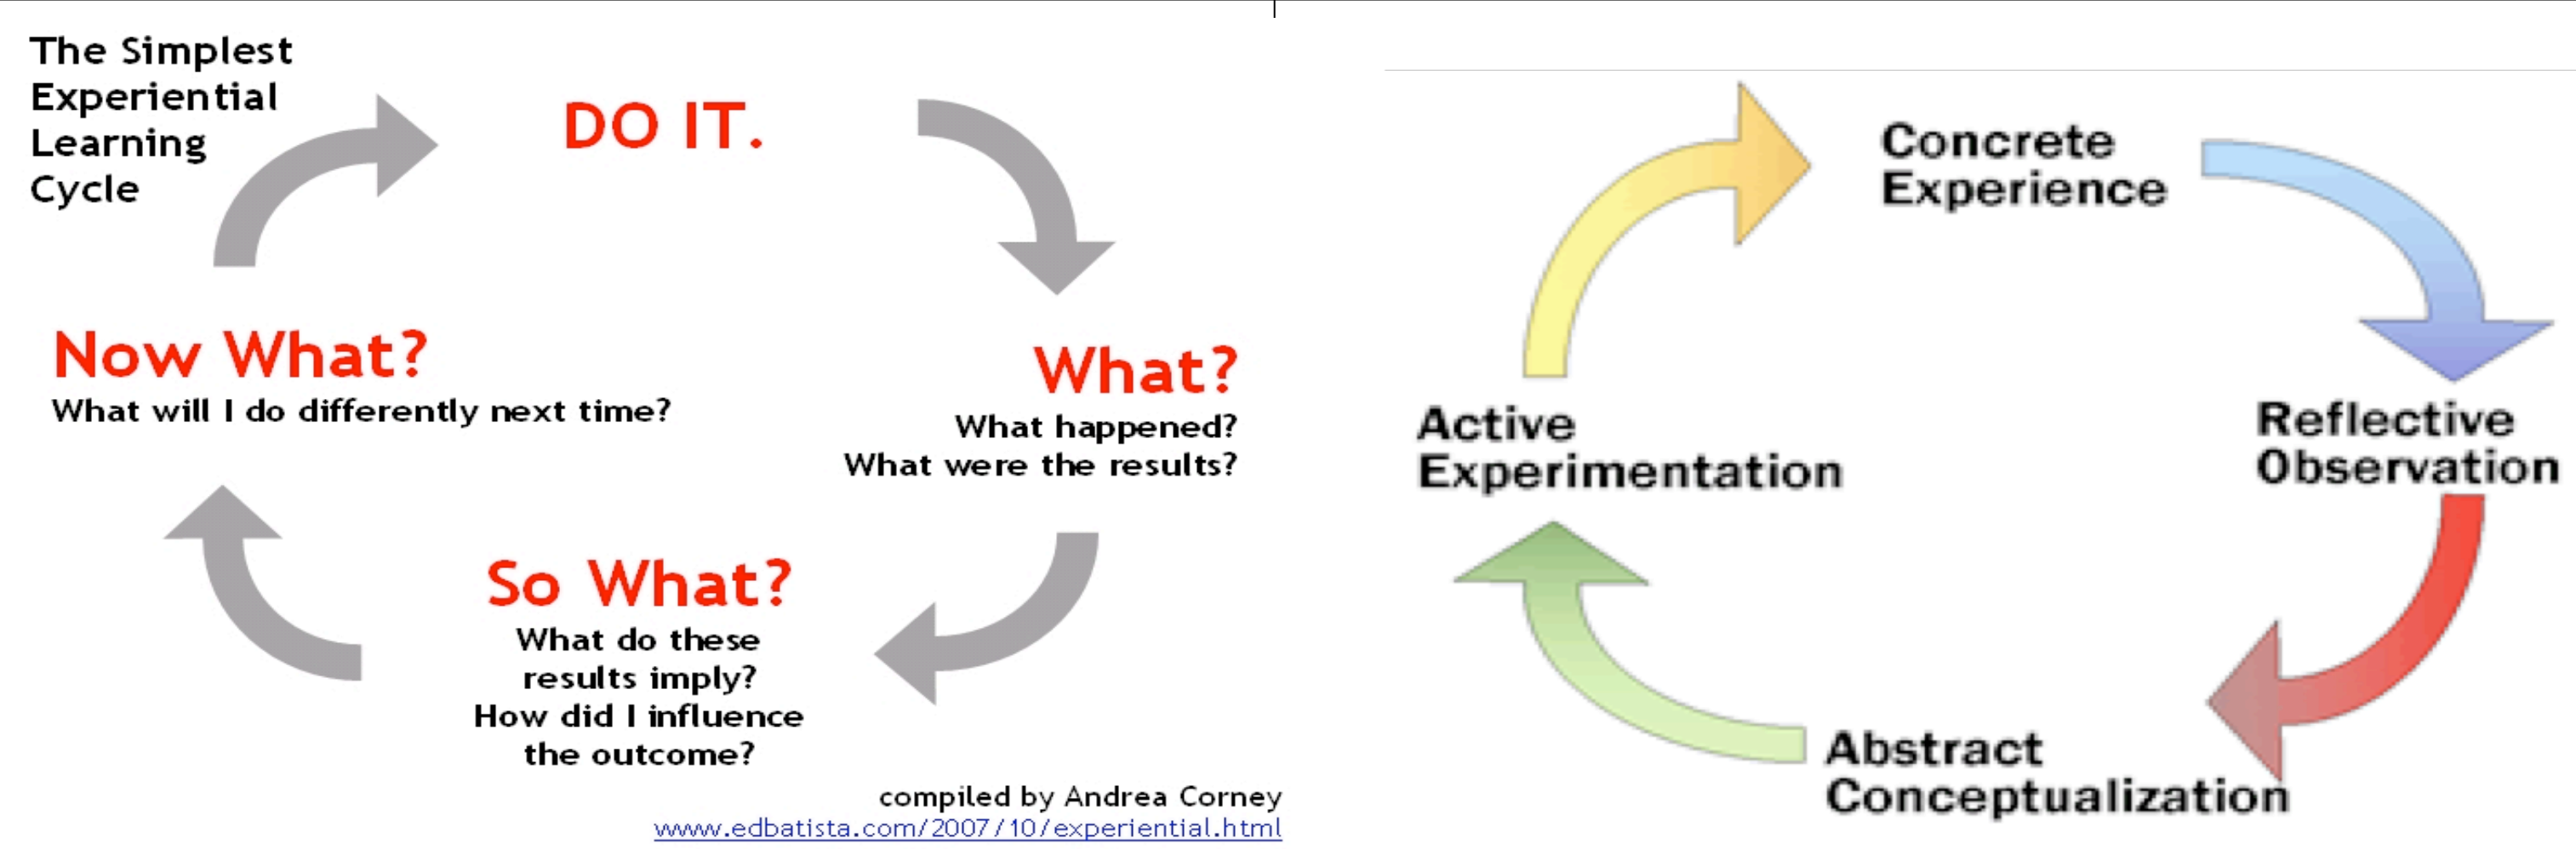 The Simplest
Experiential
Learning
Cycle
DO IT.
What?
What happened?
What were the results?
So What?
What do these
results imply?
How did I influence
the outcome?
Now What?
What will I do differently next time?
compiled by Andrea Corney
www.edbatista.com/2007/10/experiential.html
Concrete
Experience
Reflective
Observation
Abstract
Conceptualization
Active
Experimentation